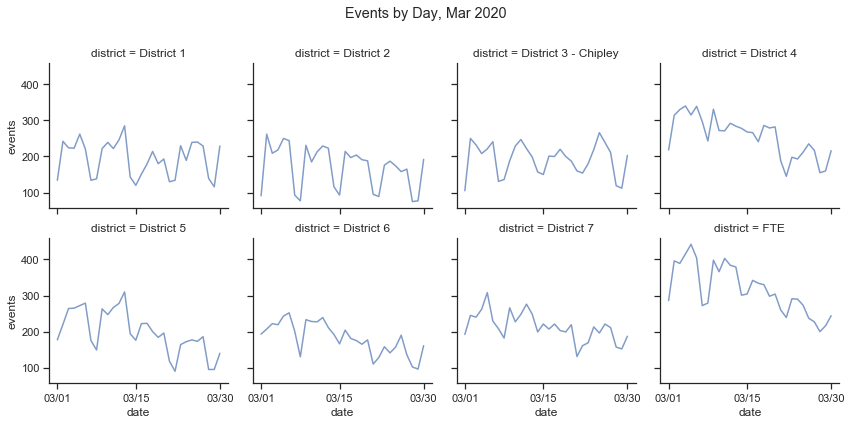 Events by Day, Mar 2020
district = District 1
district = District 2
district = District 3 - Chipley
district = District 4
400
300
200
100
events
district = District 5
district = District 6
district = District 7
district = FTE
400
300
200
100
events
03/01
03/15
03/30
03/01
03/15
03/30
03/01
03/15
03/30
03/01
03/15
03/30
date
date
date
date